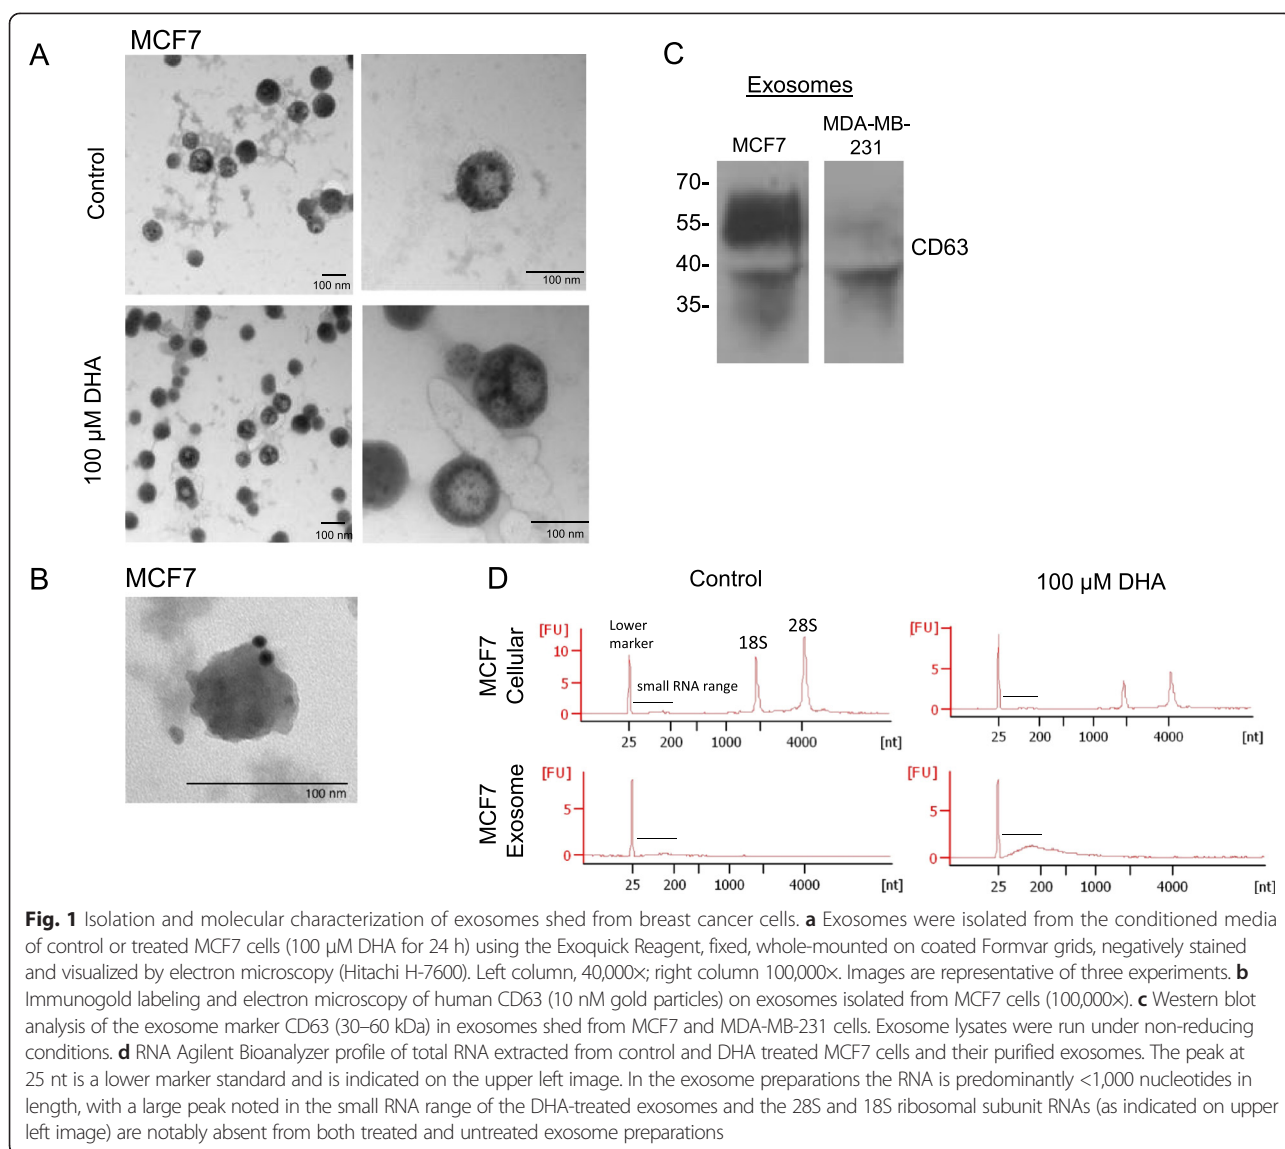 A
MCF7
Control
100 nm
100 nm
100 µM DHA
100 nm
100 nm
B
MCF7
100 nm
C
Exosomes
MCF7
MDA-MB-
231
70-
55-
40-
35-
CD63
D
Control
100 µM DHA
MCF7
Cellular
[FU]
10
5
0
Lower
marker
small RNA range
18S
28S
25 200 1000 4000 [nt]
[FU]
5
0
25 200 1000 4000 [nt]
MCF7
Exosome
[FU]
5
0
25 200 1000 4000 [nt]
[FU]
5
0
25 200 1000 4000 [nt]
Fig. 1 Isolation and molecular characterization of exosomes shed from breast cancer cells. a Exosomes were isolated from the conditioned media
of control or treated MCF7 cells (100 µM DHA for 24 h) using the Exoquick Reagent, fixed, whole-mounted on coated Formvar grids, negatively stained
and visualized by electron microscopy (Hitachi H-7600). Left column, 40,000×; right column 100,000×. Images are representative of three experiments. b
Immunogold labeling and electron microscopy of human CD63 (10 nM gold particles) on exosomes isolated from MCF7 cells (100,000×). c Western blot
analysis of the exosome marker CD63 (30–60 kDa) in exosomes shed from MCF7 and MDA-MB-231 cells. Exosome lysates were run under non-reducing
conditions. d RNA Agilent Bioanalyzer profile of total RNA extracted from control and DHA treated MCF7 cells and their purified exosomes. The peak at
25 nt is a lower marker standard and is indicated on the upper left image. In the exosome preparations the RNA is predominantly <1,000 nucleotides in
length, with a large peak noted in the small RNA range of the DHA-treated exosomes and the 28S and 18S ribosomal subunit RNAs (as indicated on upper
left image) are notably absent from both treated and untreated exosome preparations